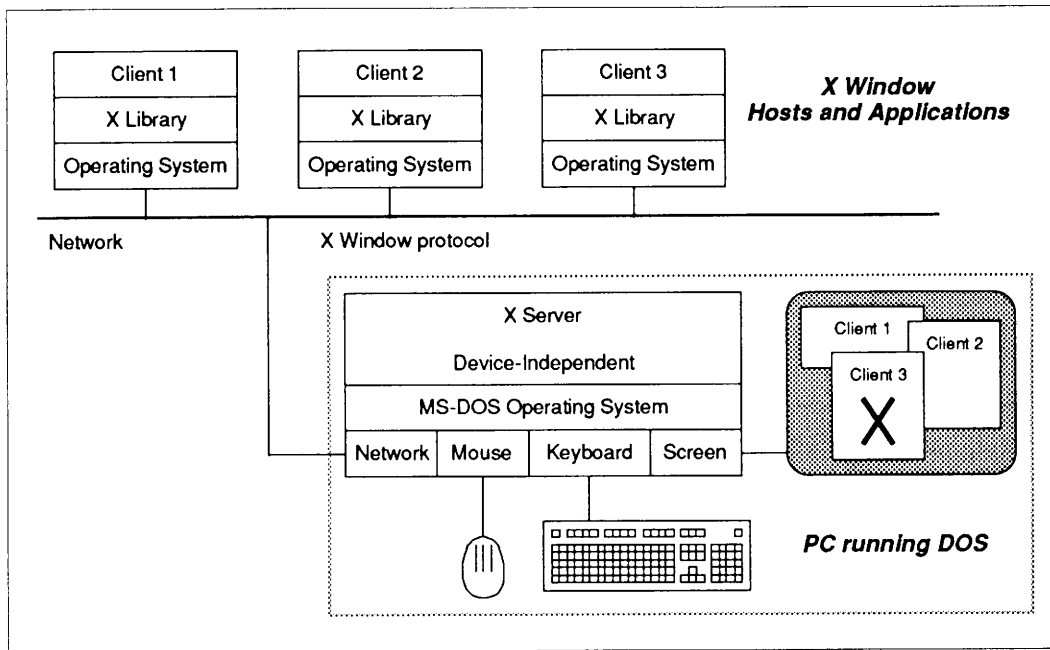 Client 1
X Library
Operating System
Client 2
X Library
Operating System
Client 3
X Library
Operating System
X Window
Hosts and Applications
Network
X Window protocol
X Server
Device-Independent
MS-DOS Operating System
Network
Mouse
Keyboard
Screen
Client 1
Client 2
Client 3
X
PC running DOS